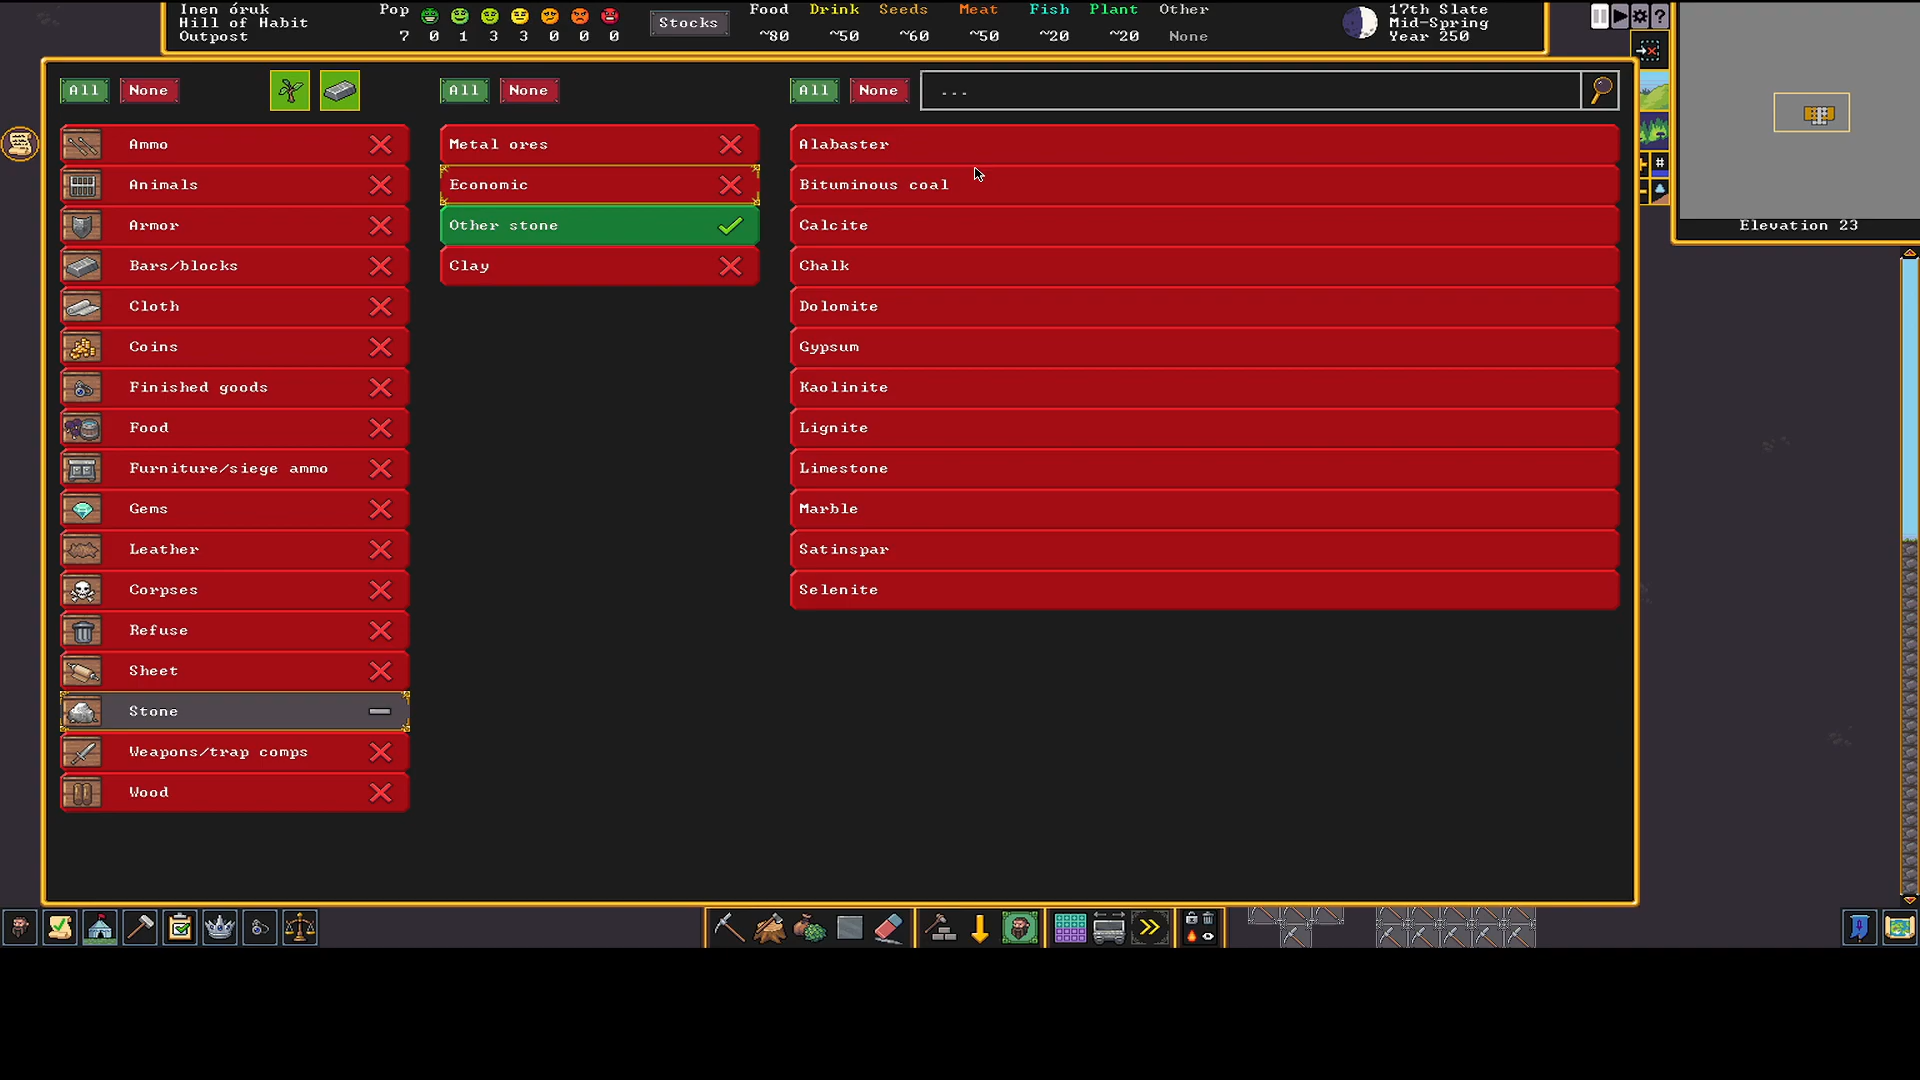 Inen óruk
Hill of Habit
Outpost
Pop
7 0 1 3 3 0 0 0
Stocks
Food Drink Seeds Meat Fish Plant Other
~80 ~50 ~60 ~50 ~20 ~20 None
17th Slate
Mid-Spring
Year 250
?
All None
All None
All None
...
Ammo
Animals
Armor
Bars/blocks
Cloth
Coins
Finished goods
Food
Furniture/siege ammo
Gems
Leather
Corpses
Refuse
Sheet
Stone
Weapons/trap comps
Wood
Metal ores
Economic
Other stone
Clay
Alabaster
Bituminous coal
Calcite
Chalk
Dolomite
Gypsum
Kaolinite
Lignite
Limestone
Marble
Satinspar
Selenite
#
Elevation 23